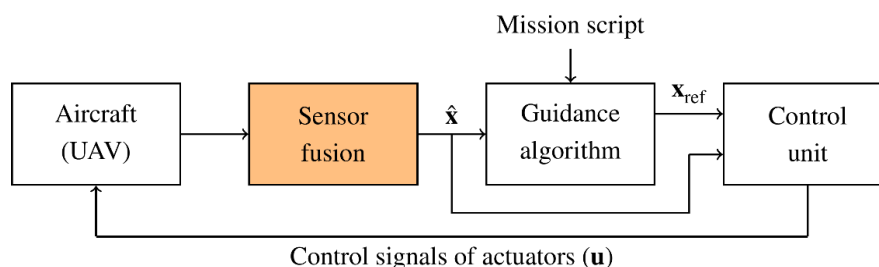 Mission script
Aircraft
(UAV)
Sensor
fusion
x̂
Guidance
algorithm
x_ref
Control
unit
Control signals of actuators (u)